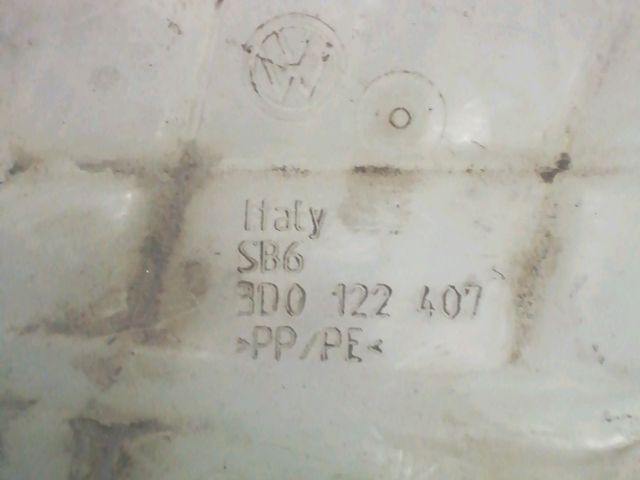 Italy
SB6
3D0 122 407
>PP/PE<